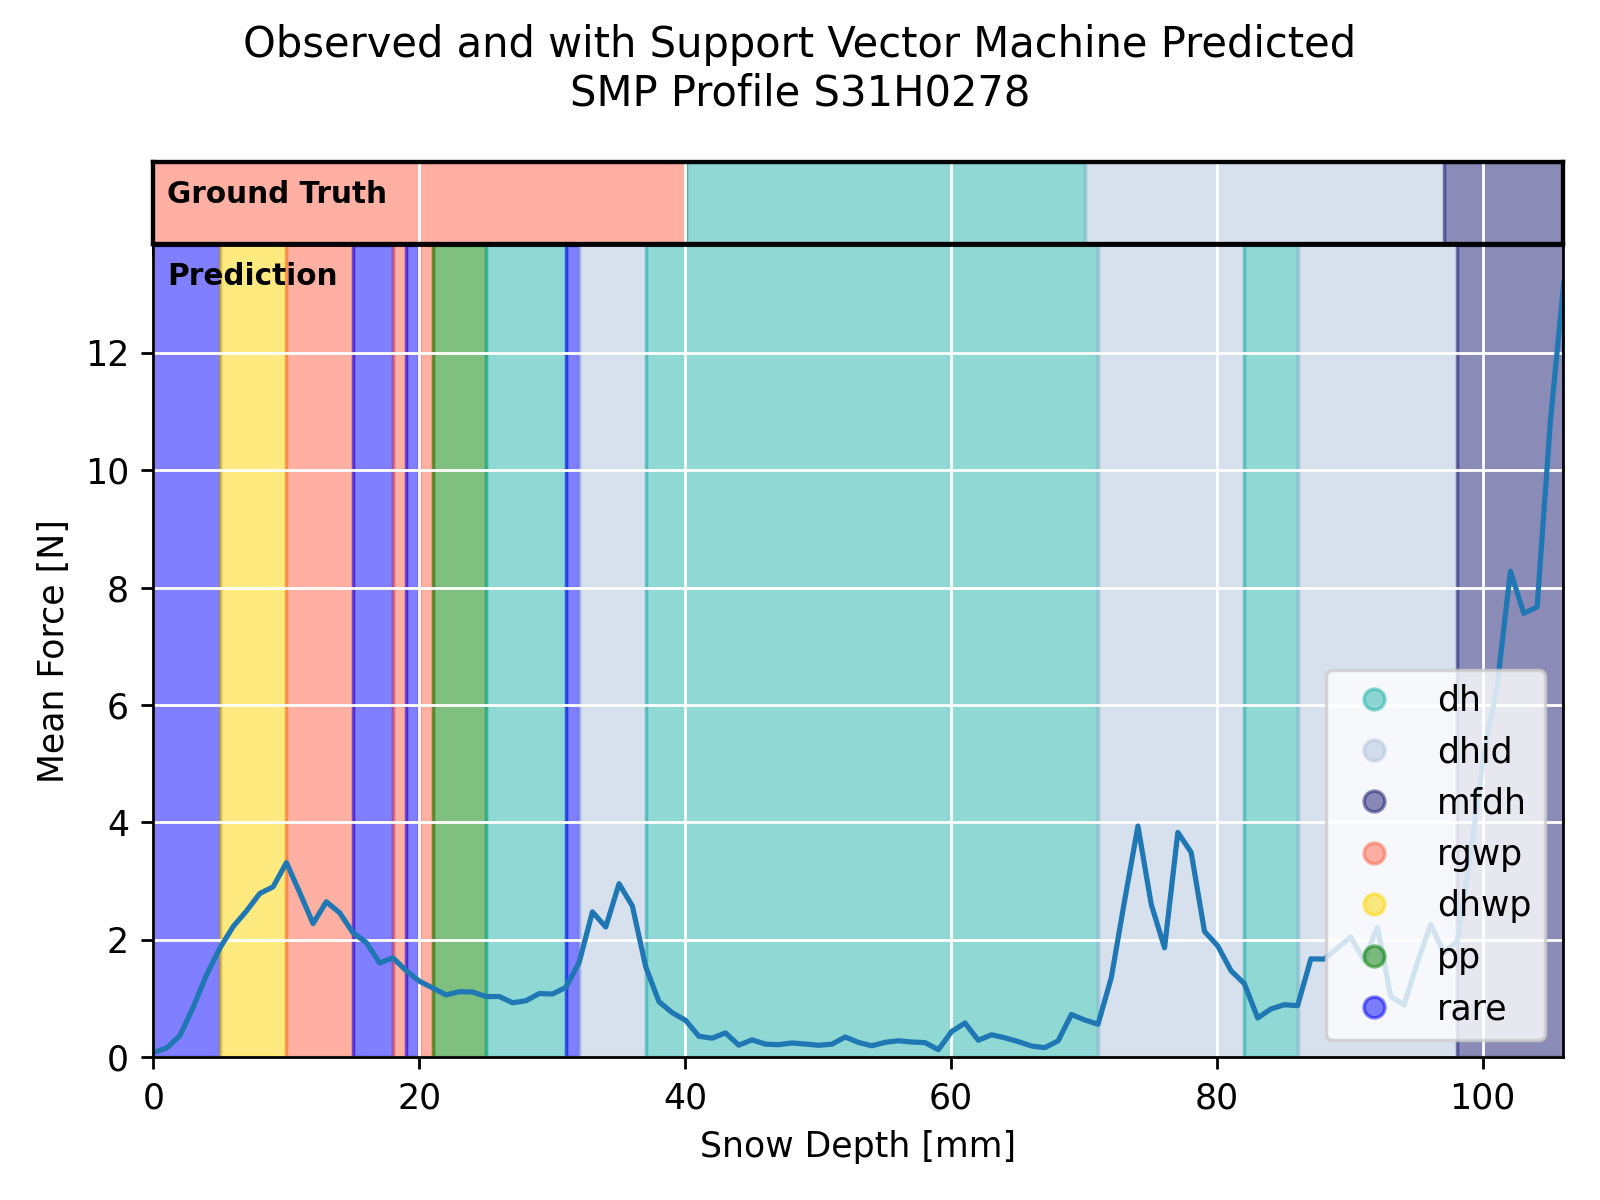 Observed and with Support Vector Machine Predicted
SMP Profile S31H0278
Ground Truth
Prediction
12
10
8
6
4
2
0
Mean Force [N]
dh
dhid
mfdh
rgwp
dhwp
pp
rare
0 20 40 60 80 100
Snow Depth [mm]